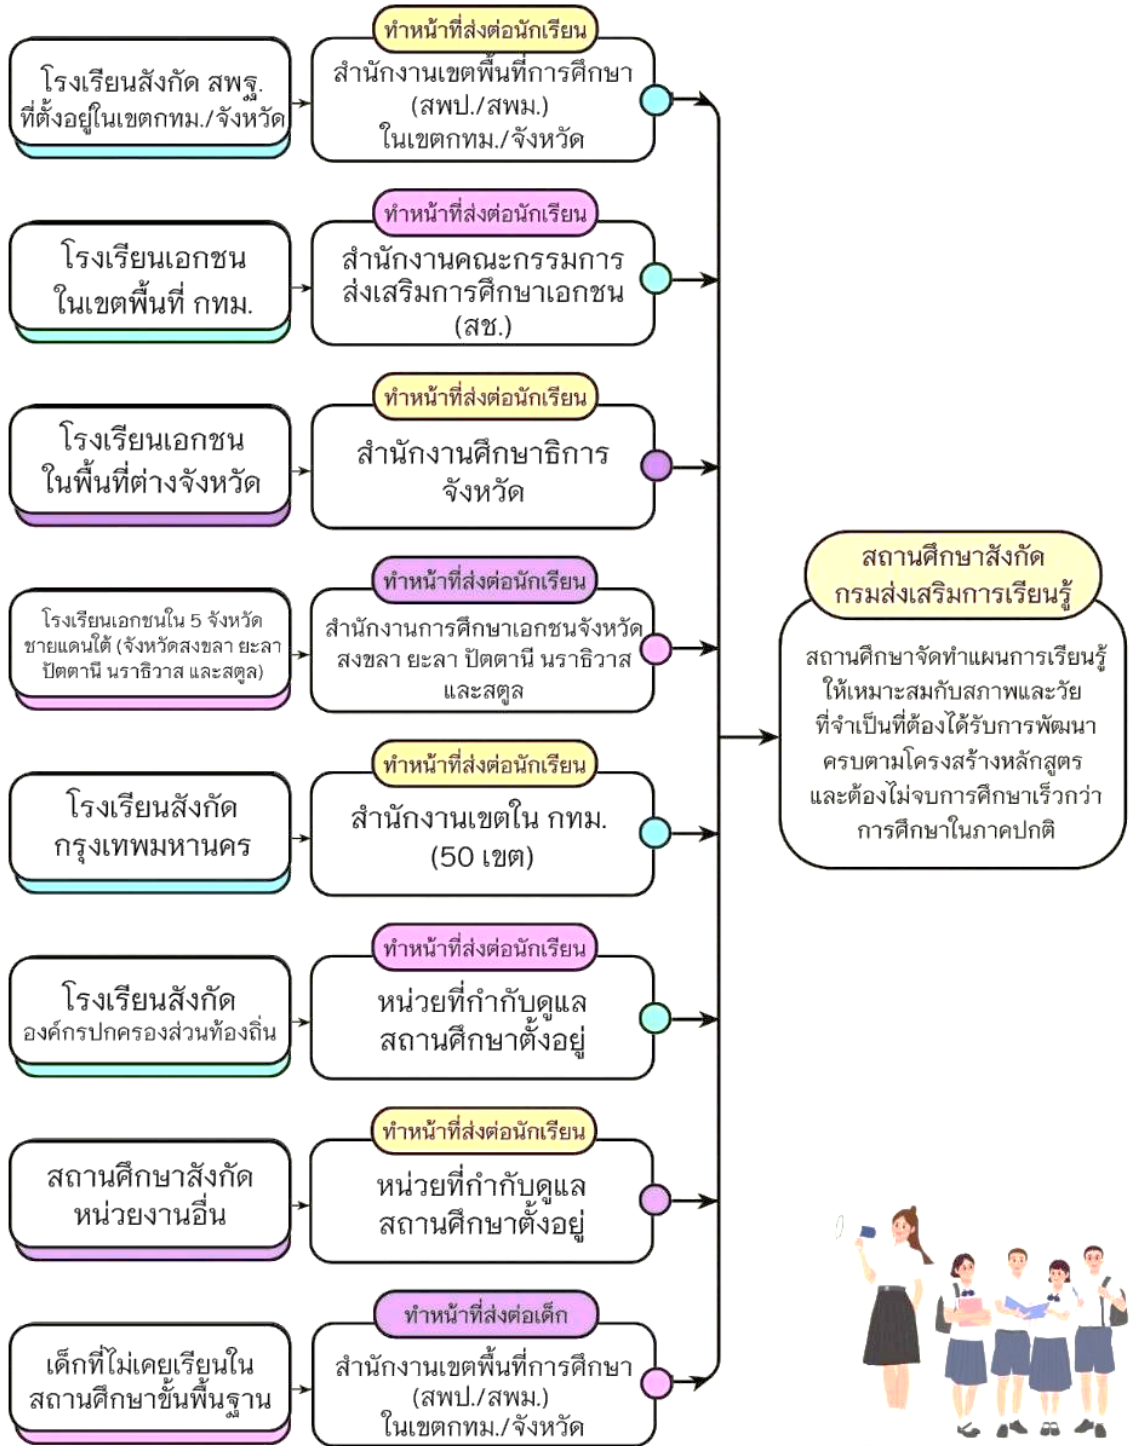 ทำหน้าที่ส่งต่อนักเรียน
โรงเรียนสังกัด สพฐ.
ที่ตั้งอยู่ในเขตกทม./จังหวัด
สำนักงานเขตพื้นที่การศึกษา
(สพป./สพม.)
ในเขตกทม./จังหวัด
ทำหน้าที่ส่งต่อนักเรียน
โรงเรียนเอกชน
ในเขตพื้นที่ กทม.
สำนักงานคณะกรรมการ
ส่งเสริมการศึกษาเอกชน
(สช.)
ทำหน้าที่ส่งต่อนักเรียน
โรงเรียนเอกชน
ในพื้นที่ต่างจังหวัด
สำนักงานศึกษาธิการ
จังหวัด
ทำหน้าที่ส่งต่อนักเรียน
โรงเรียนเอกชนใน 5 จังหวัด
ชายแดนใต้ (จังหวัดสงขลา ยะลา
ปัตตานี นราธิวาส และสตูล)
สำนักงานการศึกษาเอกชนจังหวัด
สงขลา ยะลา ปัตตานี นราธิวาส
และสตูล
ทำหน้าที่ส่งต่อนักเรียน
โรงเรียนสังกัด
กรุงเทพมหานคร
สำนักงานเขตใน กทม.
(50 เขต)
ทำหน้าที่ส่งต่อนักเรียน
โรงเรียนสังกัด
องค์กรปกครองส่วนท้องถิ่น
หน่วยที่กำกับดูแล
สถานศึกษาตั้งอยู่
ทำหน้าที่ส่งต่อนักเรียน
สถานศึกษาสังกัด
หน่วยงานอื่น
หน่วยที่กำกับดูแล
สถานศึกษาตั้งอยู่
ทำหน้าที่ส่งต่อเด็ก
เด็กที่ไม่เคยเรียนใน
สถานศึกษาขั้นพื้นฐาน
สำนักงานเขตพื้นที่การศึกษา
(สพป./สพม.)
ในเขตกทม./จังหวัด
สถานศึกษาสังกัด
กรมส่งเสริมการเรียนรู้
สถานศึกษาจัดทำแผนการเรียนรู้
ให้เหมาะสมกับสภาพและวัย
ที่จำเป็นที่ต้องได้รับการพัฒนา
ครบตามโครงสร้างหลักสูตร
และต้องไม่จบการศึกษาเร็วกว่า
การศึกษาในภาคปกติ